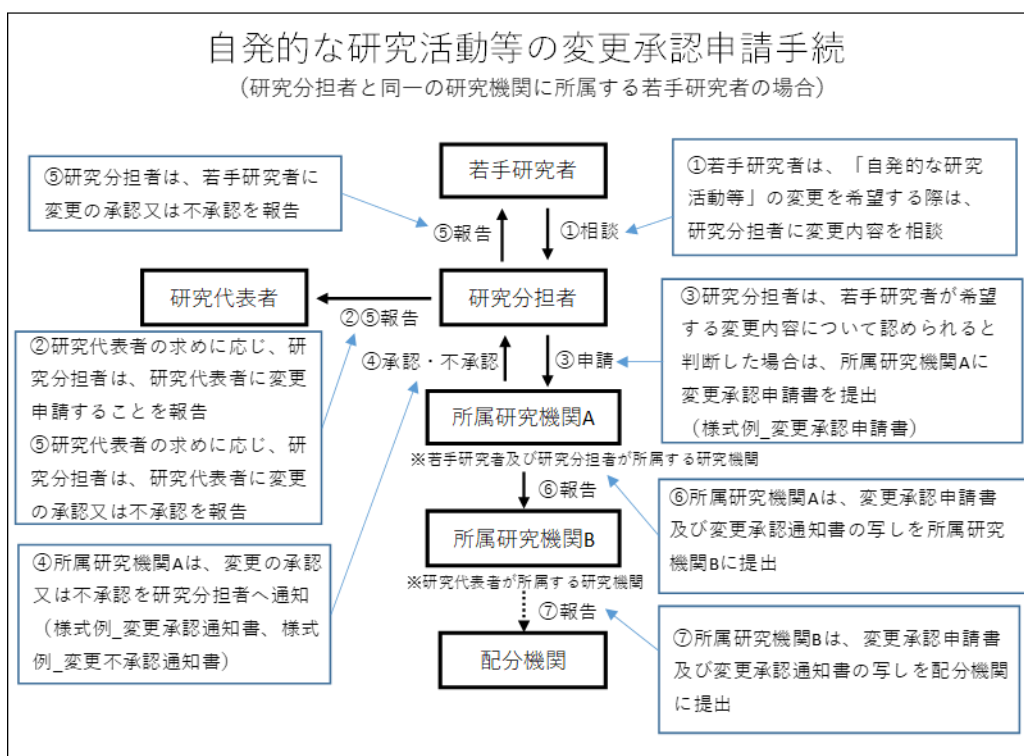 自発的な研究活動等の変更承認申請手続
(研究分担者と同一の研究機関に所属する若手研究者の場合)
若手研究者
⑤研究分担者は、若手研究者に
変更の承認又は不承認を報告
①若手研究者は、「自発的な研究
活動等」の変更を希望する際は、
研究分担者に変更内容を相談
⑤報告
①相談
研究代表者
研究分担者
②⑤報告
③研究分担者は、若手研究者が希望
する変更内容について認められると
判断した場合は、所属研究機関Aに
変更承認申請書を提出
(様式例_変更承認申請書)
②研究代表者の求めに応じ、研
究分担者は、研究代表者に変更
申請することを報告
⑤研究代表者の求めに応じ、研
究分担者は、研究代表者に変更
の承認又は不承認を報告
④承認・不承認
③申請
所属研究機関A
※若手研究者及び研究分担者が所属する研究機関
⑥報告
⑥所属研究機関Aは、変更承認申請書
及び変更承認通知書の写しを所属研究
機関Bに提出
所属研究機関B
※研究代表者が所属する研究機関
④所属研究機関Aは、変更の承認
又は不承認を研究分担者へ通知
(様式例_変更承認通知書、様式
例_変更不承認通知書)
⑦報告
⑦所属研究機関Bは、変更承認申請書
及び変更承認通知書の写しを配分機関
に提出
配分機関